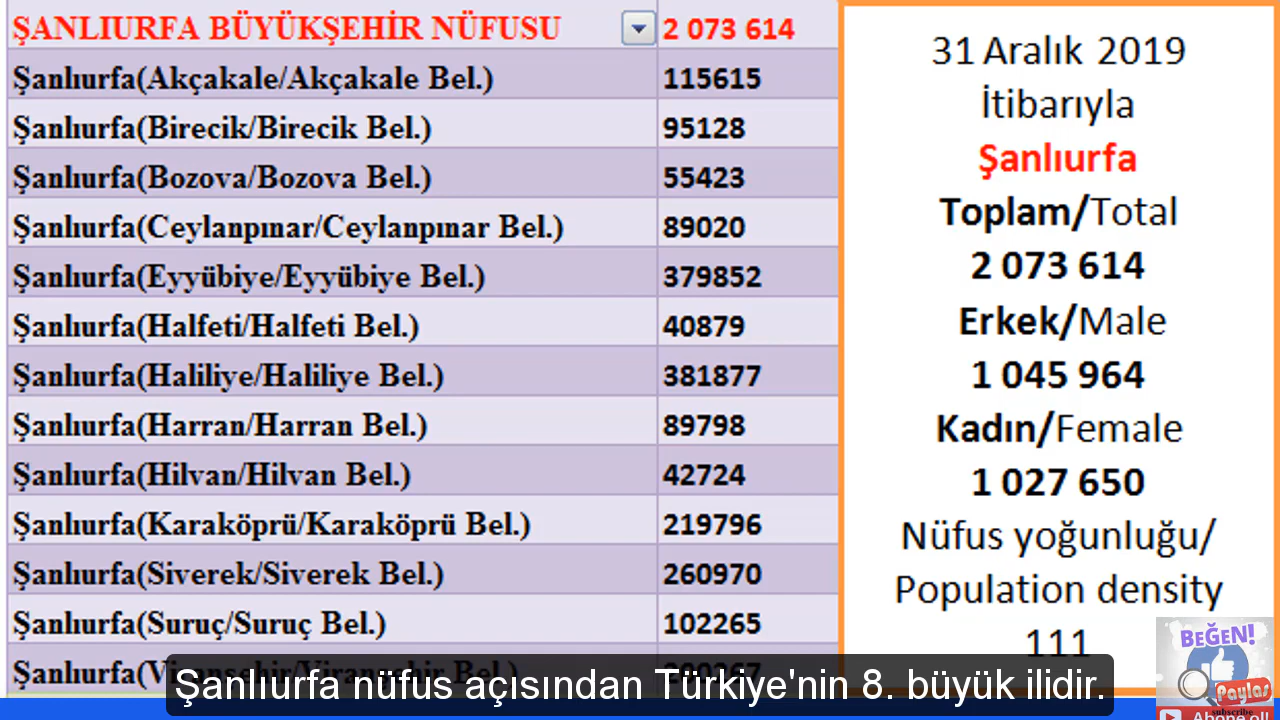 ŞANLIURFA BÜYÜKŞEHİR NÜFUSU 2 073 614
Şanlıurfa(Akçakale/Akçakale Bel.) 115615
Şanlıurfa(Birecik/Birecik Bel.) 95128
Şanlıurfa(Bozova/Bozova Bel.) 55423
Şanlıurfa(Ceylanpınar/Ceylanpınar Bel.) 89020
Şanlıurfa(Eyyübiye/Eyyübiye Bel.) 379852
Şanlıurfa(Halfeti/Halfeti Bel.) 40879
Şanlıurfa(Haliliye/Haliliye Bel.) 381877
Şanlıurfa(Harran/Harran Bel.) 89798
Şanlıurfa(Hilvan/Hilvan Bel.) 42724
Şanlıurfa(Karaköprü/Karaköprü Bel.) 219796
Şanlıurfa(Siverek/Siverek Bel.) 260970
Şanlıurfa(Suruç/Suruç Bel.) 102265
31 Aralık 2019
İtibarıyla
Şanlıurfa
Toplam/Total
2 073 614
Erkek/Male
1 045 964
Kadın/Female
1 027 650
Nüfus yoğunluğu/
Population density
111
BEĞEN!
Paylaş
subscribe
Abone ol!
Şanlıurfa nüfus açısından Türkiye'nin 8. büyük ilidir.